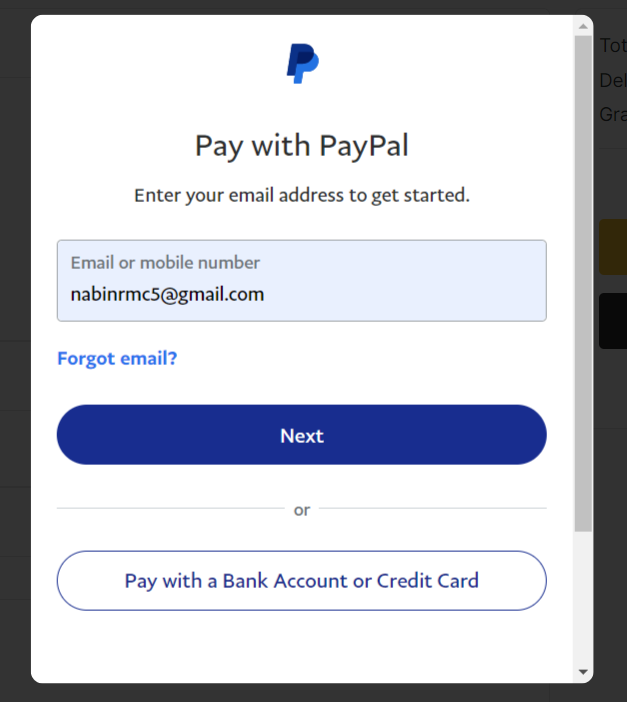 Pay with PayPal
Enter your email address to get started.
Email or mobile number
nabinrmc5@gmail.com
Forgot email?
Next
or
Pay with a Bank Account or Credit Card
Tot
Del
Gra